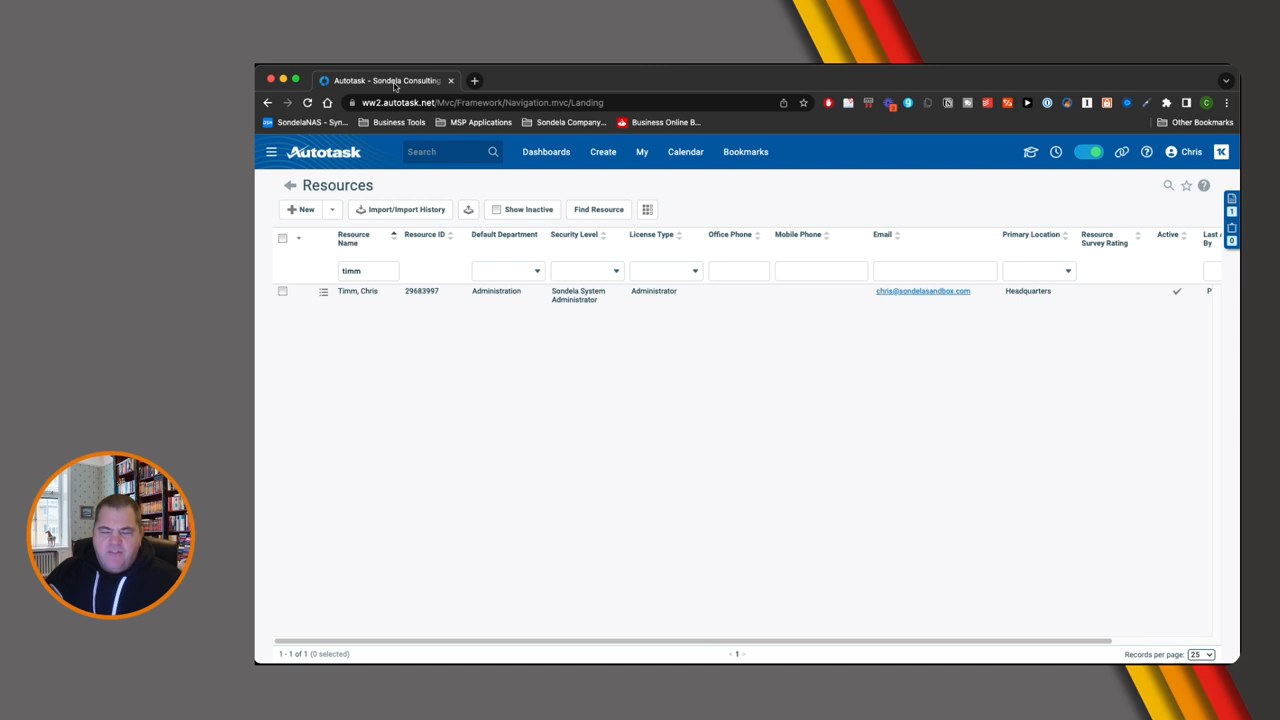 Autotask - Sondela Consulting
ww2.autotask.net/Mvc/Framework/Navigation.mvc/Landing
SondelaNAS - Syn... Business Tools MSP Applications Sondela Company... Business Online B... Other Bookmarks
Autotask Search Dashboards Create My Calendar Bookmarks Chris
Resources
New Import/Import History Show Inactive Find Resource
Resource Name Resource ID Default Department Security Level License Type Office Phone Mobile Phone Email Primary Location Resource Survey Rating Active Last By
timm
Timm, Chris 29683997 Administration Sondela System Administrator Administrator chris@sondelasandbox.com Headquarters P
1
0
1 - 1 of 1 (0 selected) < 1 > Records per page: 25